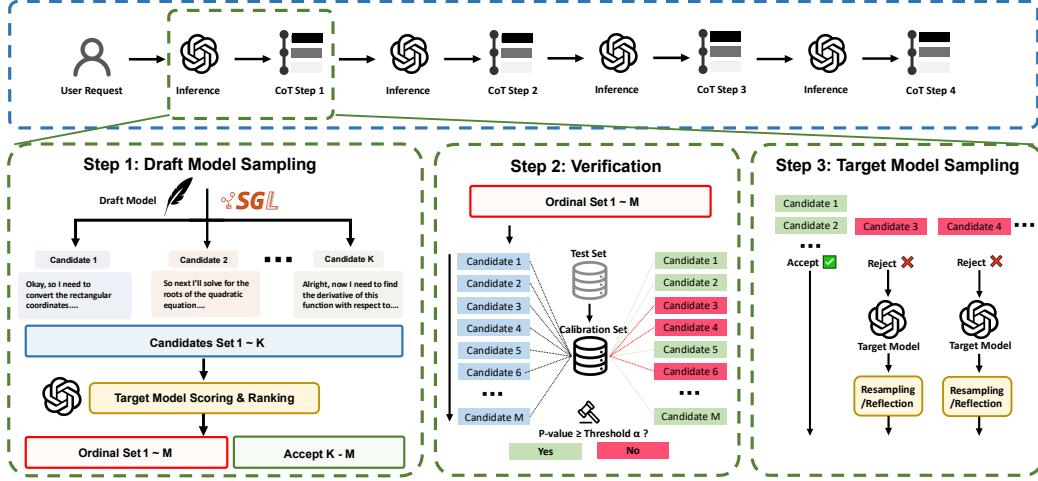 User Request
Inference
CoT Step 1
Inference
CoT Step 2
Inference
CoT Step 3
Inference
CoT Step 4
Step 1: Draft Model Sampling
Draft Model
SGL
Candidate 1
Okay, so I need to
convert the rectangular
coordinates....
Candidate 2
So next I'll solve for the
roots of the quadratic
equation....
...
Candidate K
Alright, now I need to find
the derivative of this
function with respect to....
Candidates Set 1 ~ K
Target Model Scoring & Ranking
Ordinal Set 1 ~ M
Accept K - M
Step 2: Verification
Ordinal Set 1 ~ M
Candidate 1
Candidate 2
Candidate 3
Candidate 4
Candidate 5
Candidate 6
...
Candidate M
Test Set
Calibration Set
Candidate 1
Candidate 2
Candidate 3
Candidate 4
Candidate 5
Candidate 6
...
Candidate M
P-value ≥ Threshold α ?
Yes
No
Step 3: Target Model Sampling
Candidate 1
Candidate 2
...
Accept
Candidate 3
Reject
Target Model
Resampling
/Reflection
Candidate 4
...
Reject
Target Model
Resampling
/Reflection